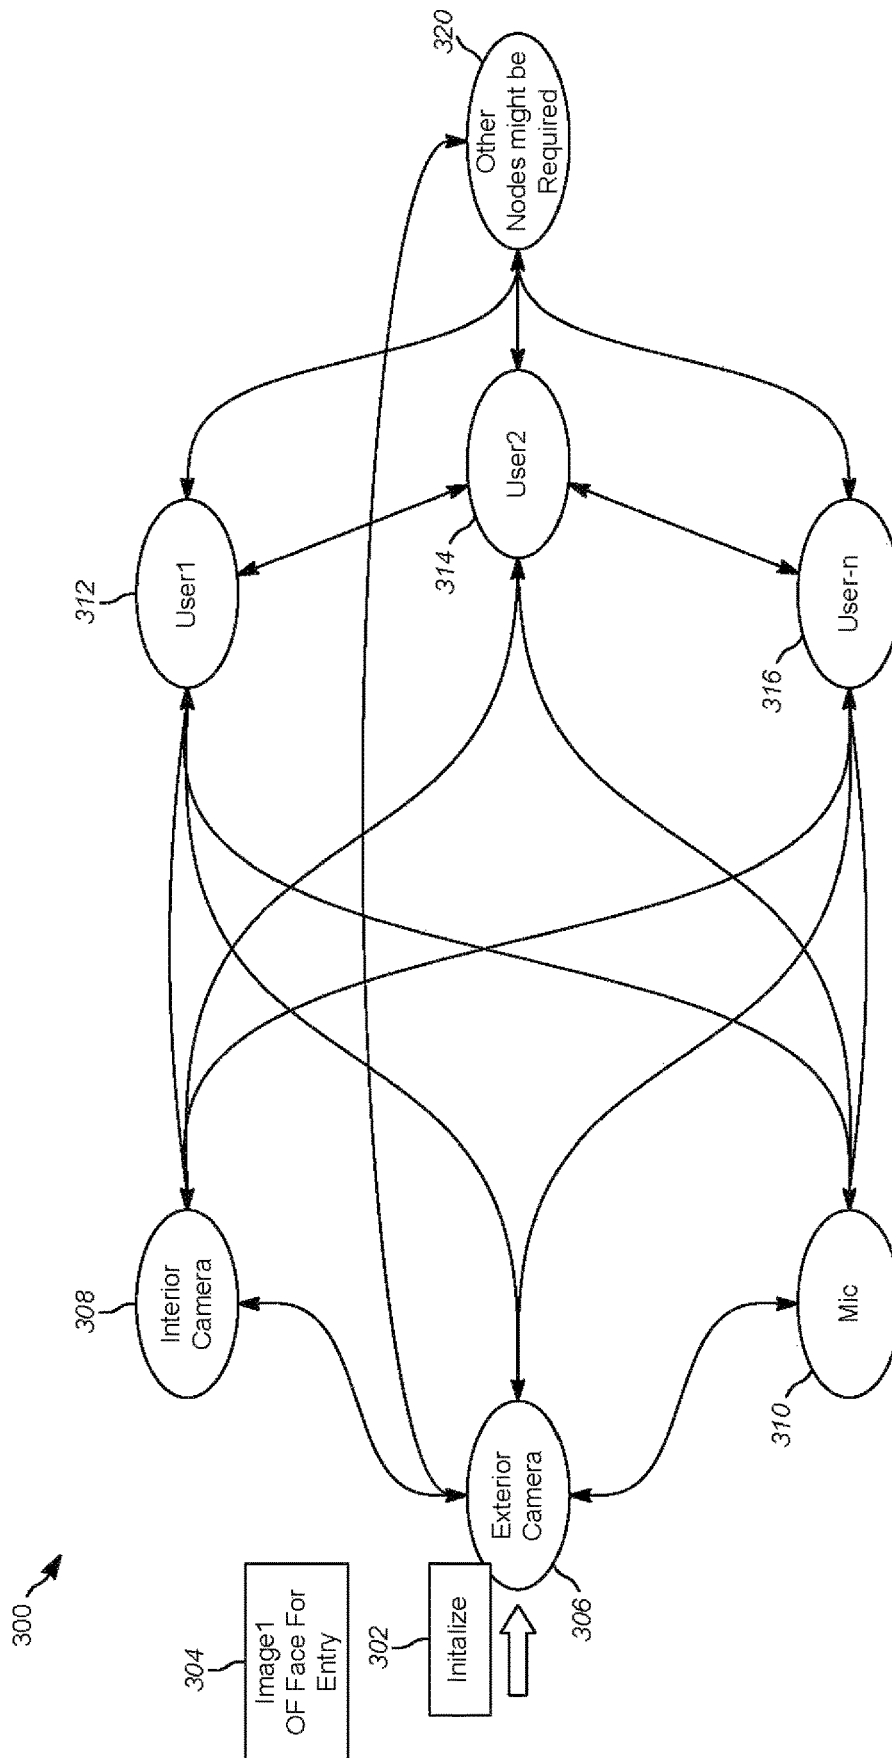 300
304
Image1
OF Face For
Entry
302
Initalize
306
Exterior
Camera
308
Interior
Camera
310
Mic
312
User1
314
User2
316
User-n
320
Other
Nodes might be
Required